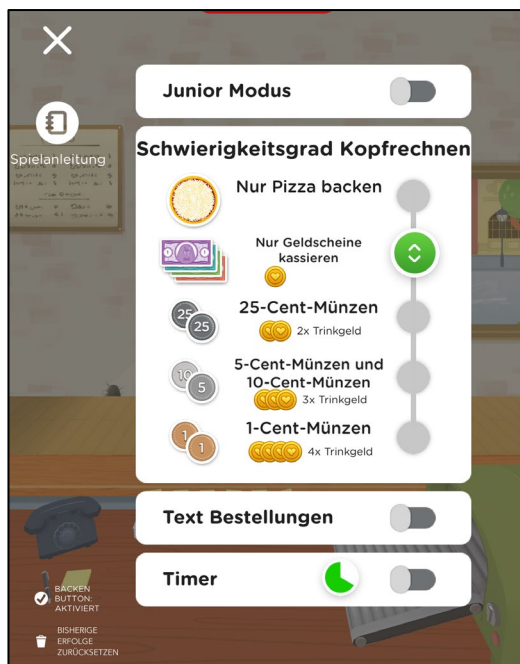 Junior Modus
Spielanleitung
Schwierigkeitsgrad Kopfrechnen
Nur Pizza backen
Nur Geldscheine
kassieren
25-Cent-Münzen
25
25
2x Trinkgeld
5-Cent-Münzen und
10-Cent-Münzen
10
5
3x Trinkgeld
1-Cent-Münzen
1
1
4x Trinkgeld
Text Bestellungen
Timer
BACKEN
BUTTON:
AKTIVIERT
BISHERIGE
ERFOLGE
ZURÜCKSETZEN